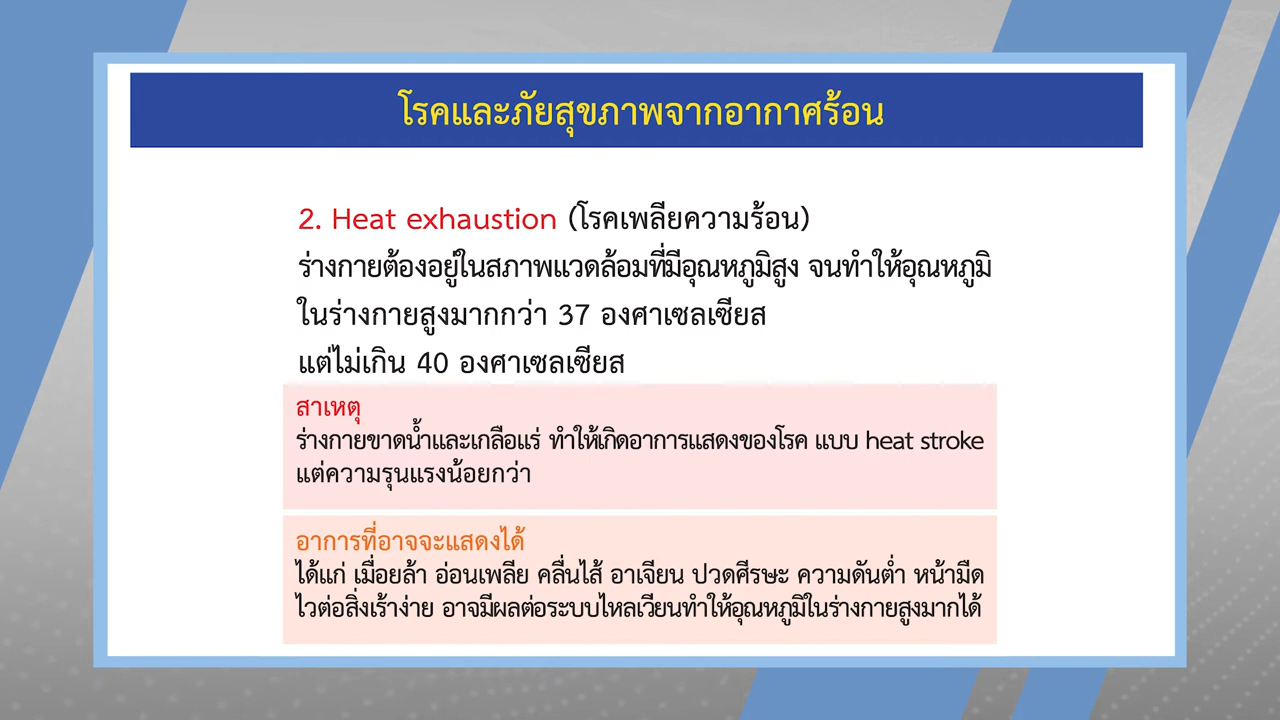 โรคและภัยสุขภาพจากอากาศร้อน
2. Heat exhaustion (โรคเพลียความร้อน)
ร่างกายต้องอยู่ในสภาพแวดล้อมที่มีอุณหภูมิสูง จนทำให้อุณหภูมิ
ในร่างกายสูงมากกว่า 37 องศาเซลเซียส
แต่ไม่เกิน 40 องศาเซลเซียส
สาเหตุ
ร่างกายขาดน้ำและเกลือแร่ ทำให้เกิดอาการแสดงของโรค แบบ heat stroke
แต่ความรุนแรงน้อยกว่า
อาการที่อาจจะแสดงได้
ได้แก่ เมื่อยล้า อ่อนเพลีย คลื่นไส้ อาเจียน ปวดศีรษะ ความดันต่ำ หน้ามืด
ไวต่อสิ่งเร้าง่าย อาจมีผลต่อระบบไหลเวียนทำให้อุณหภูมิในร่างกายสูงมากได้